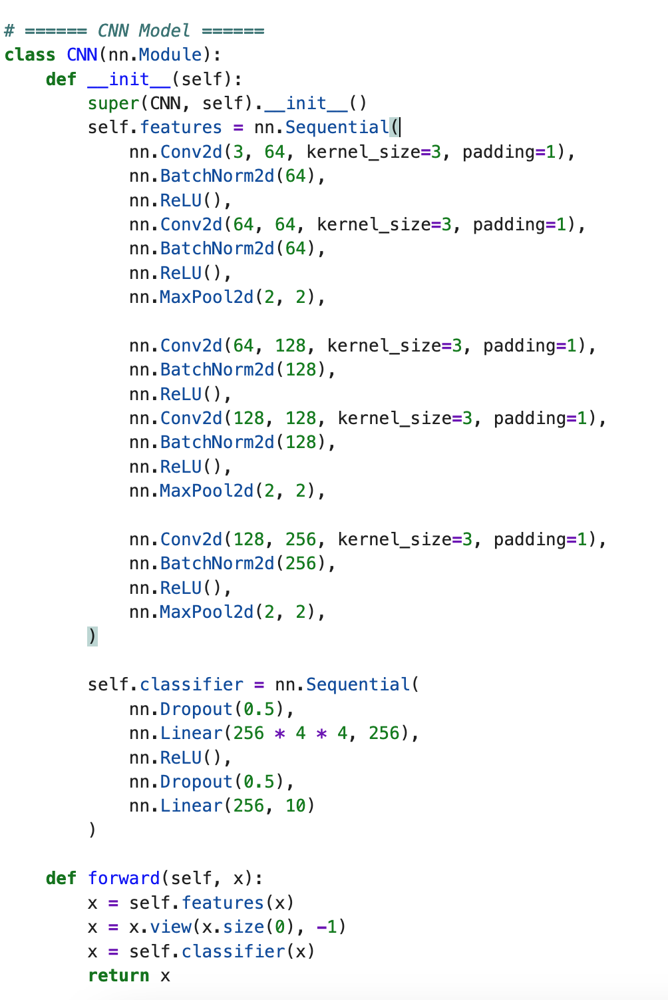 # ====== CNN Model ======
class CNN(nn.Module):
    def __init__(self):
        super(CNN, self).__init__()
        self.features = nn.Sequential(
            nn.Conv2d(3, 64, kernel_size=3, padding=1),
            nn.BatchNorm2d(64),
            nn.ReLU(),
            nn.Conv2d(64, 64, kernel_size=3, padding=1),
            nn.BatchNorm2d(64),
            nn.ReLU(),
            nn.MaxPool2d(2, 2),

            nn.Conv2d(64, 128, kernel_size=3, padding=1),
            nn.BatchNorm2d(128),
            nn.ReLU(),
            nn.Conv2d(128, 128, kernel_size=3, padding=1),
            nn.BatchNorm2d(128),
            nn.ReLU(),
            nn.MaxPool2d(2, 2),

            nn.Conv2d(128, 256, kernel_size=3, padding=1),
            nn.BatchNorm2d(256),
            nn.ReLU(),
            nn.MaxPool2d(2, 2),
        )

        self.classifier = nn.Sequential(
            nn.Dropout(0.5),
            nn.Linear(256 * 4 * 4, 256),
            nn.ReLU(),
            nn.Dropout(0.5),
            nn.Linear(256, 10)
        )

    def forward(self, x):
        x = self.features(x)
        x = x.view(x.size(0), -1)
        x = self.classifier(x)
        return x